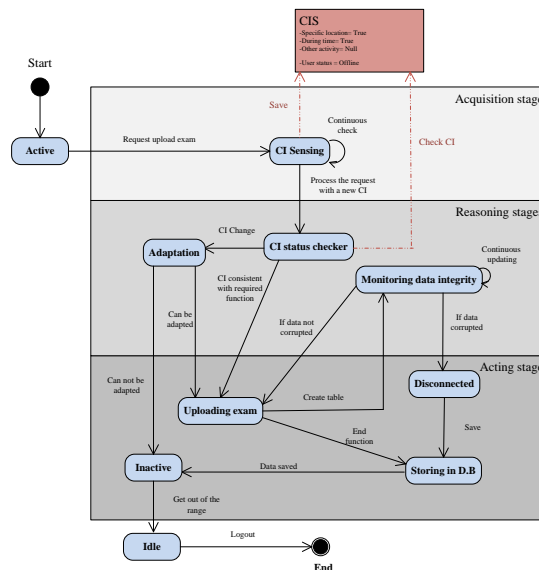 CIS
-Specific location= True
-During time= True
-Other activity= Null
-User status = Offline
Start
Acquisition stage
Save
Continuous
check
Request upload exam
Check CI
Active
CI Sensing
Process the request
with a new CI
Reasoning stages
CI Change
CI status checker
Adaptation
Continuous
updating
Monitoring data integrity
CI consistent
with required
function
Can be
adapted
If data not
corrupted
If data
corrupted
Acting stage
Can not be
adapted
Disconnected
Create table
Uploading exam
Save
End
function
Data saved
Inactive
Storing in D.B
Get out of the
range
Logout
Idle
End